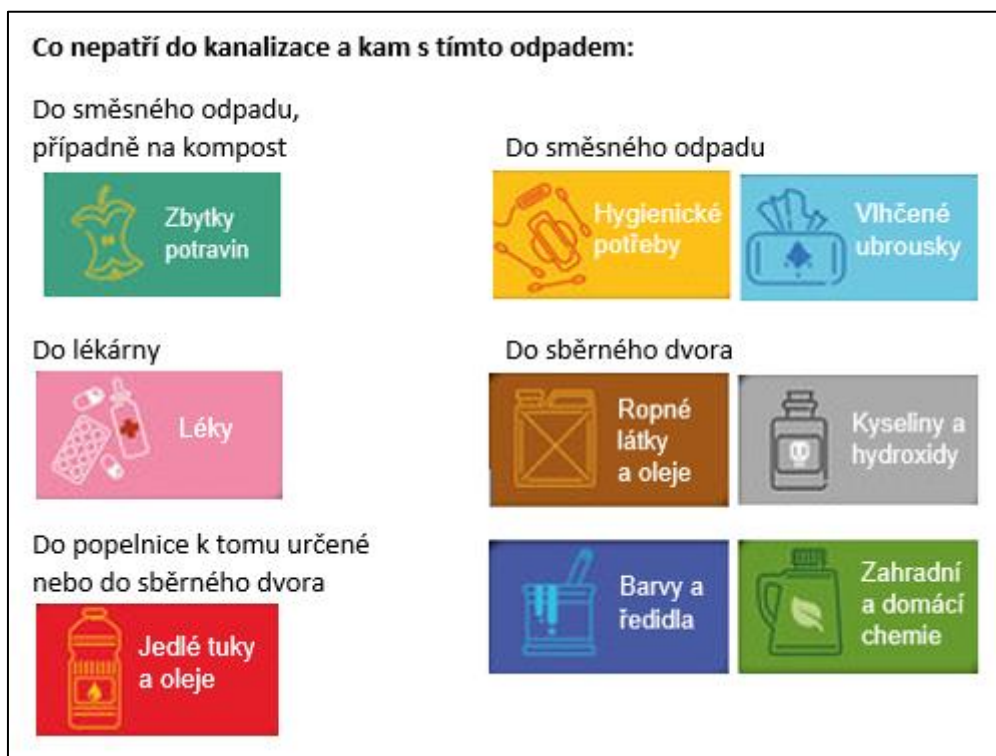 Co nepatří do kanalizace a kam s tímto odpadem:
Do směsného odpadu,
případně na kompost
Zbytky
potravin
Do směsného odpadu
Hygienické
potřeby
Vlhčené
ubrousky
Do lékárny
Léky
Do sběrného dvora
Ropné
látky
a oleje
Kyseliny a
hydroxidy
Do popelnice k tomu určené
nebo do sběrného dvora
Jedlé tuky
a oleje
Barvy a
ředidla
Zahradní
a domácí
chemie